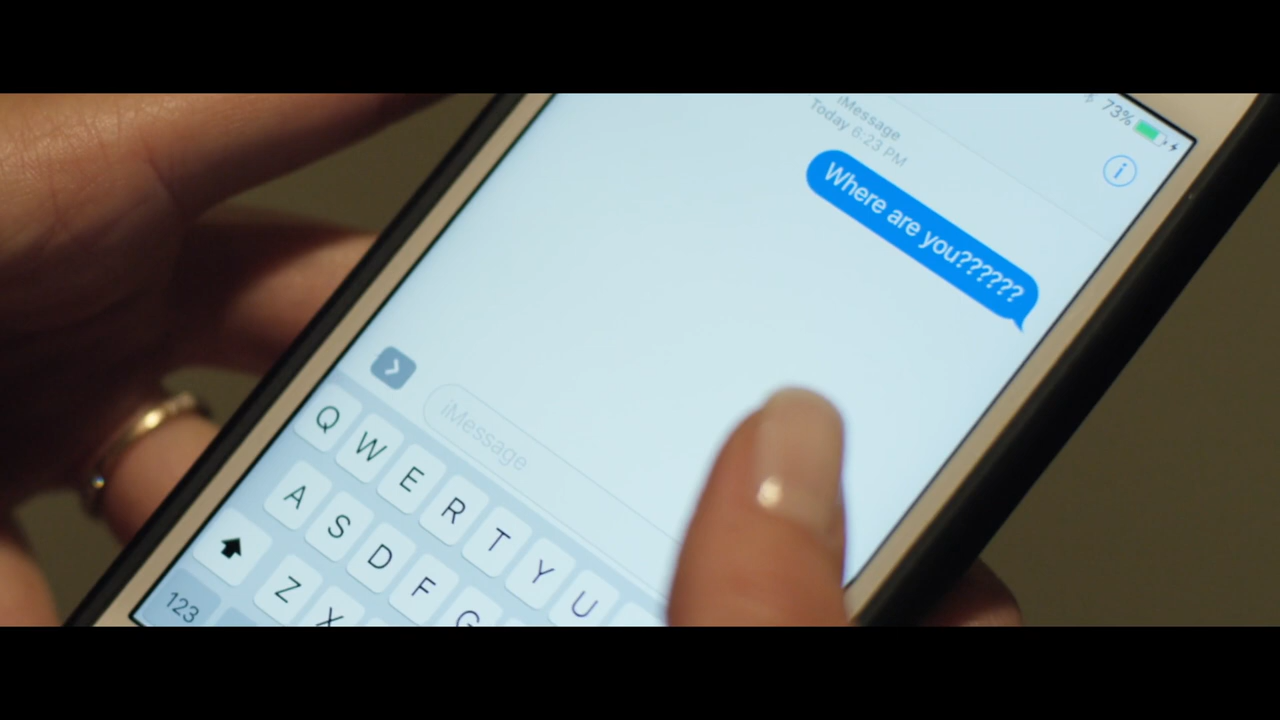 73%
i
iMessage
Today 6:23 PM
Where are you??????
iMessage
Q W E R T Y U
A S D F G
Z X
123